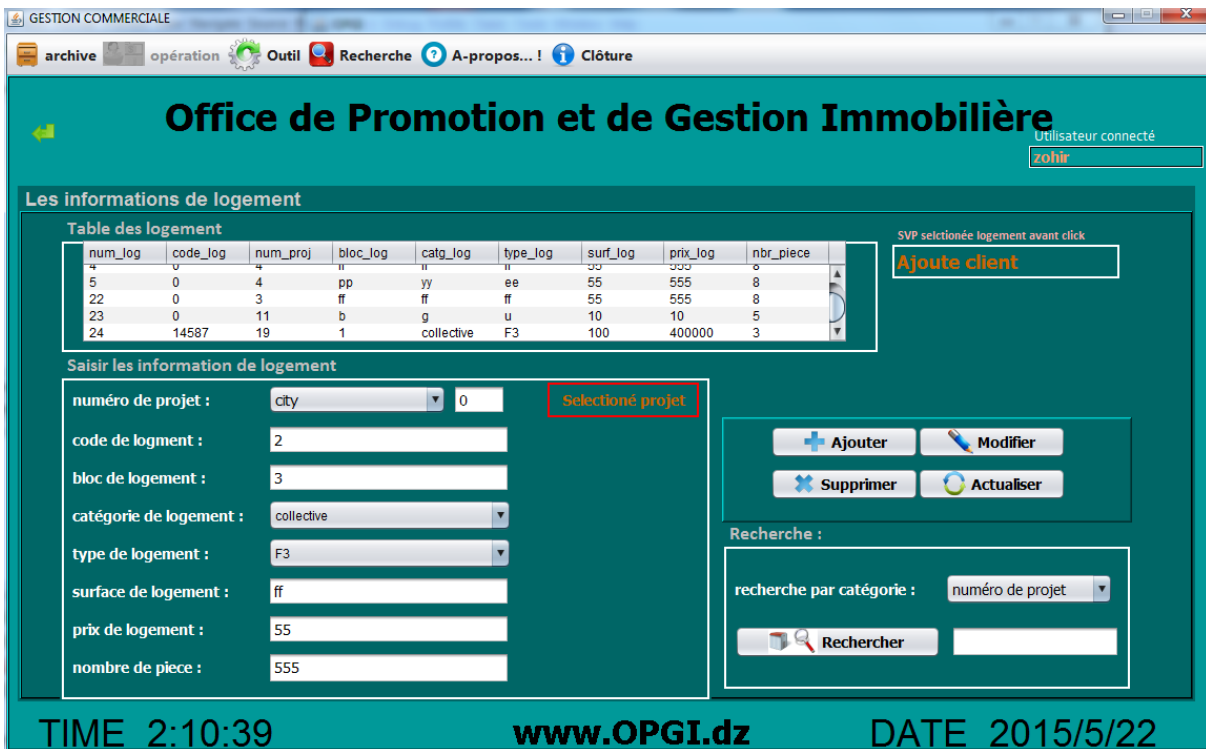 GESTION COMMERCIALE
archive opération Outil Recherche A-propos... ! Clôture
Office de Promotion et de Gestion Immobilière
Utilisateur connecté
zohir
Les informations de logement
Table des logement
num_log code_log num_proj bloc_log catg_log type_log surf_log prix_log nbr_piece
4 0 4 55 555 8
5 0 4 pp yy ee 55 555 8
22 0 3 ff ff ff 55 555 8
23 0 11 b g u 10 10 5
24 14587 19 1 collective F3 100 400000 3
SVP selctionée logement avant click
Ajoute client
Saisir les information de logement
numéro de projet : city 0 Selectioné projet
code de logment : 2
bloc de logement : 3
catégorie de logement : collective
type de logement : F3
surface de logement : ff
prix de logement : 55
nombre de piece : 555
Ajouter Modifier
Supprimer Actualiser
Recherche :
recherche par catégorie : numéro de projet
Rechercher
TIME 2:10:39 www.OPGI.dz DATE 2015/5/22